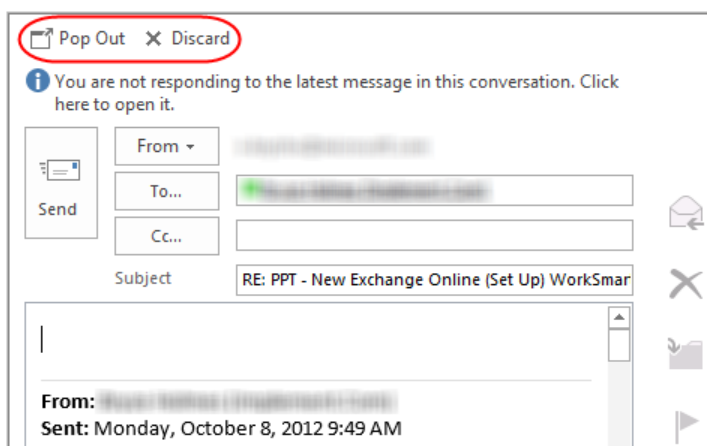 Pop Out Discard
You are not responding to the latest message in this conversation. Click
here to open it.
From
To...
Send
Cc...
Subject RE: PPT - New Exchange Online (Set Up) WorkSmar
From:
Sent: Monday, October 8, 2012 9:49 AM